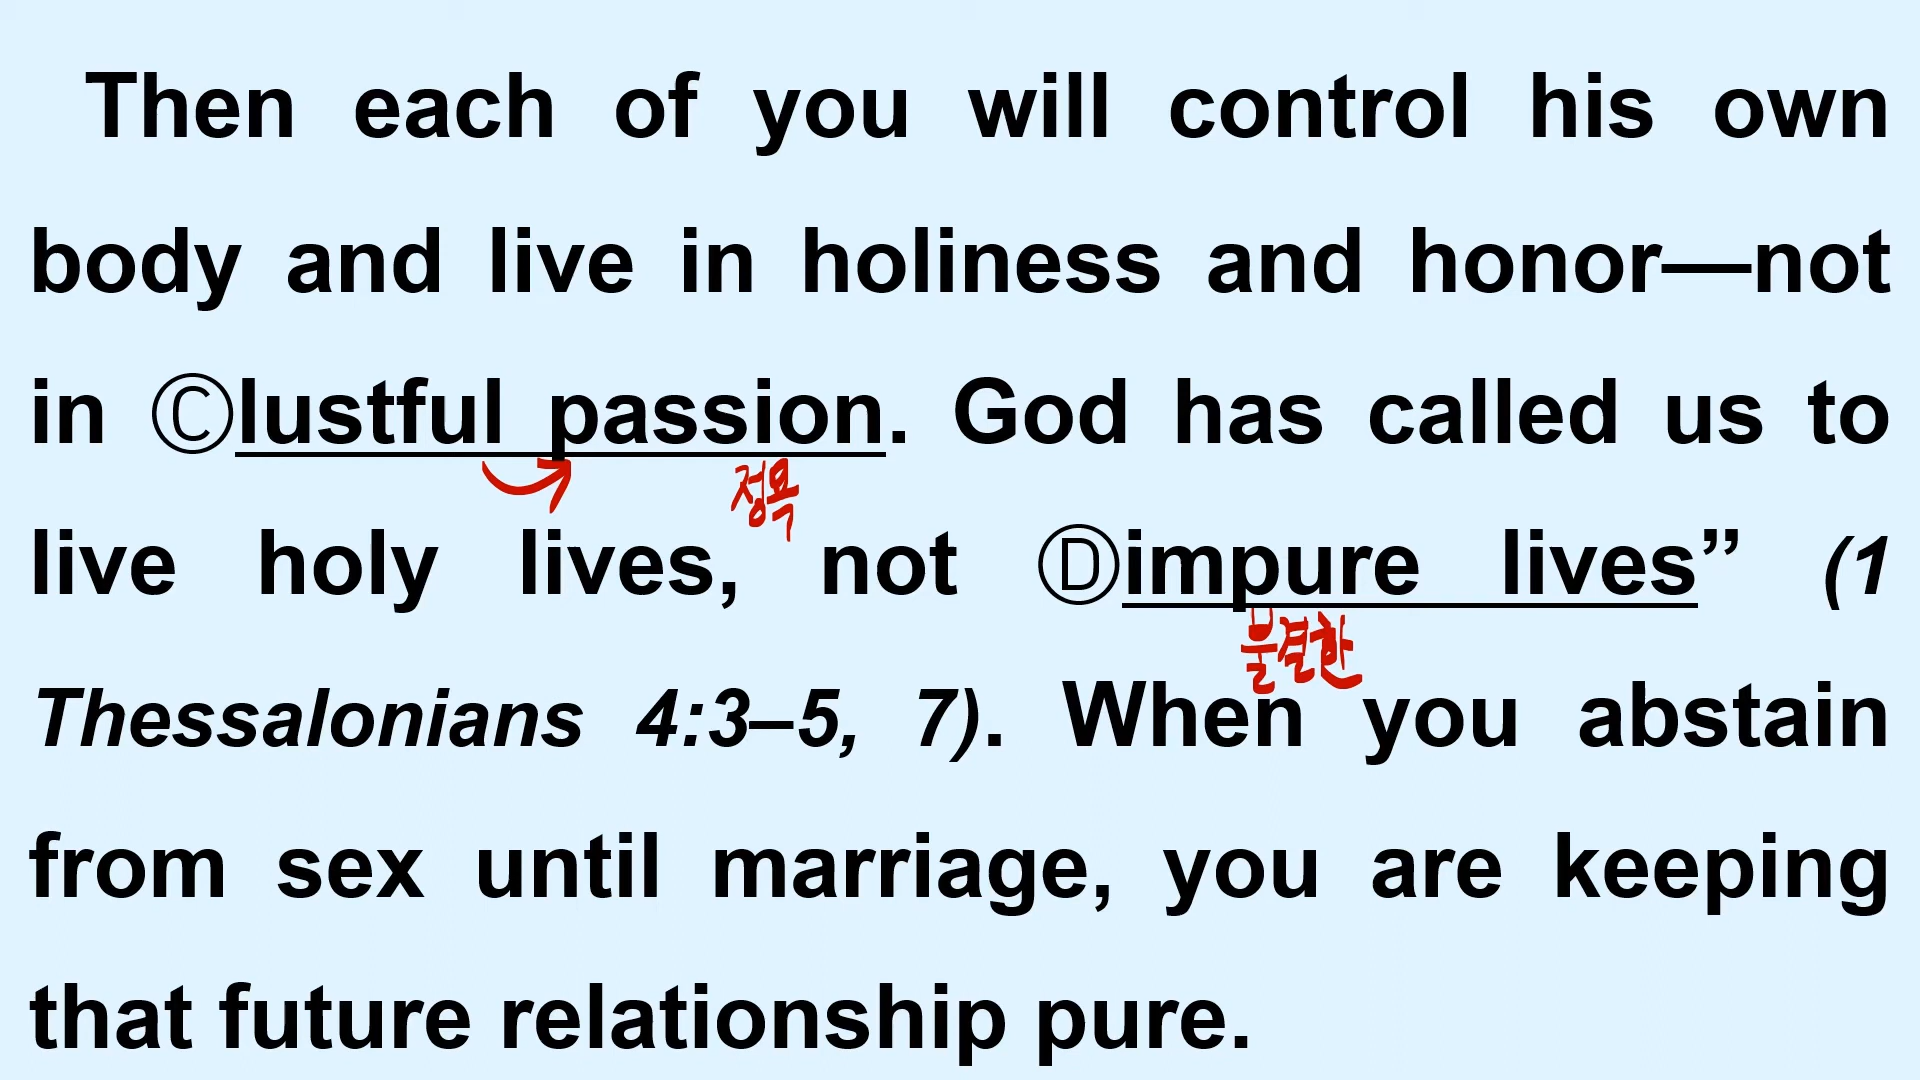 Then each of you will control his own
body and live in holiness and honor—not
in Ⓒlustful passion. God has called us to
정욕
live holy lives, not Ⓓimpure lives” (1
불결한
Thessalonians 4:3–5, 7). When you abstain
from sex until marriage, you are keeping
that future relationship pure.